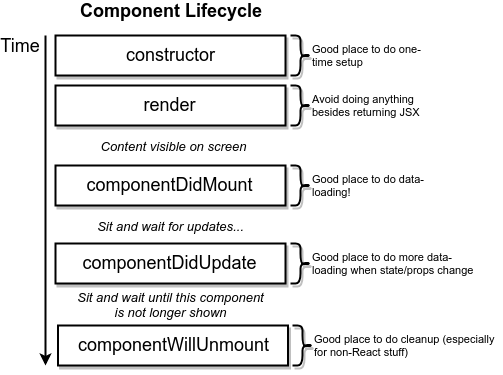 Component Lifecycle
Time
constructor
Good place to do one-
time setup
render
Avoid doing anything
besides returning JSX
Content visible on screen
componentDidMount
Good place to do data-
loading!
Sit and wait for updates...
componentDidUpdate
Good place to do more data-
loading when state/props change
Sit and wait until this component
is not longer shown
componentWillUnmount
Good place to do cleanup (especially
for non-React stuff)